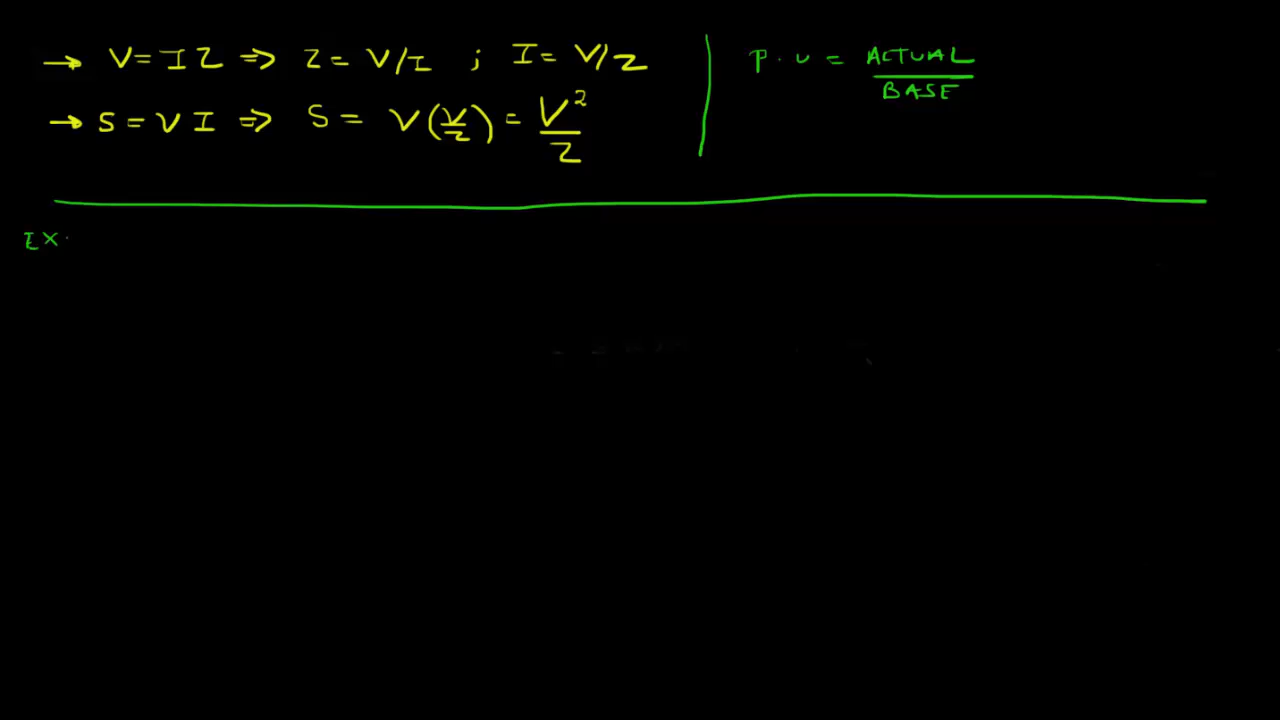 → V = I Z ⇒ Z = V/I ; I = V/Z
→ S = V I ⇒ S = V(V/Z) = V²/Z
p.u = ACTUAL/BASE
EX.